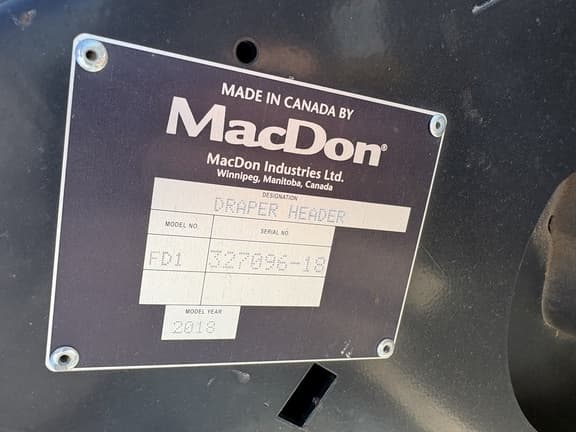 MADE IN CANADA BY
MacDon®
MacDon Industries Ltd.
Winnipeg, Manitoba, Canada
DESIGNATION
DRAPER HEADER
MODEL NO. SERIAL NO.
FD1 327096-18
MODEL YEAR
2018